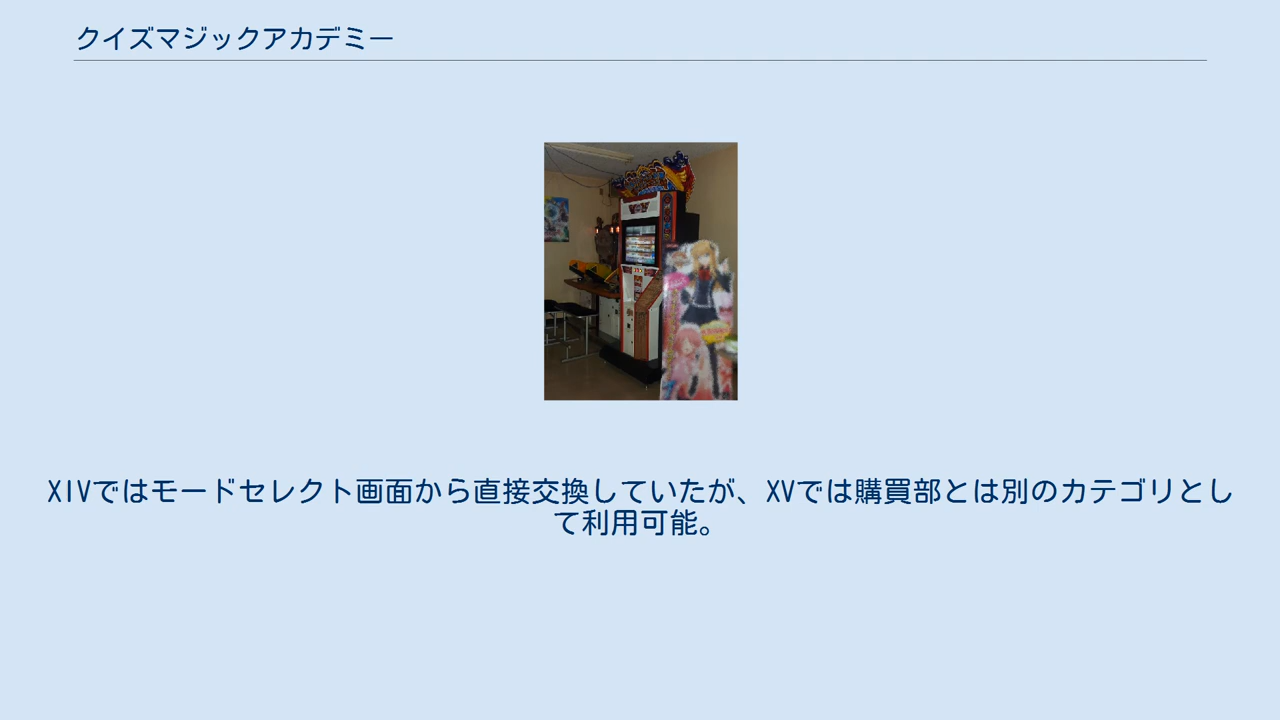 クイズマジックアカデミー
XIVではモードセレクト画面から直接交換していたが、XVでは購買部とは別のカテゴリとし
て利用可能。